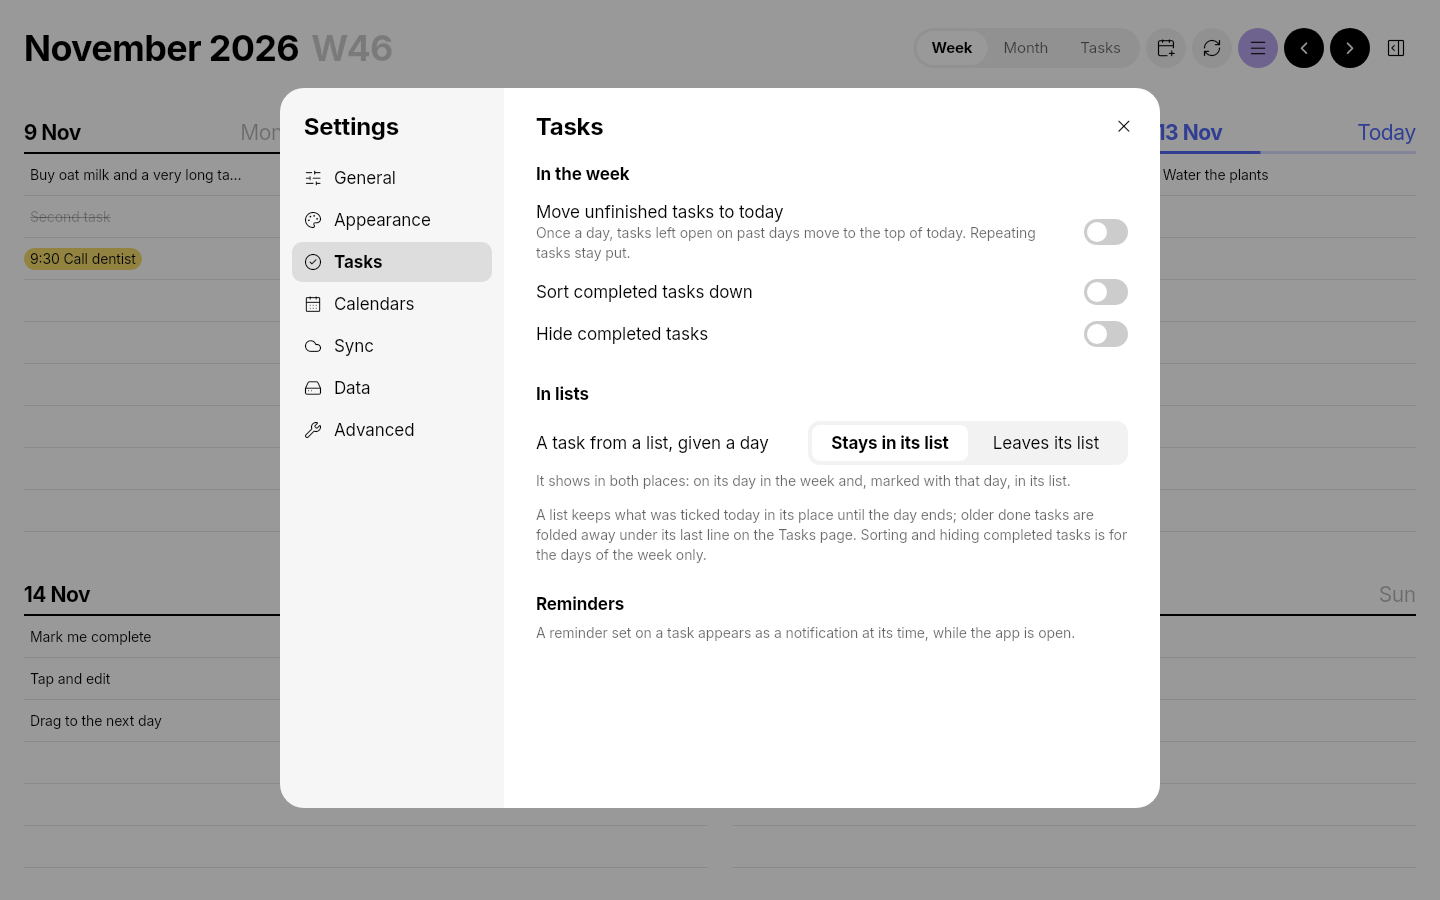 November 2026 W46
Week
Month
Tasks
9 Nov
Mon
13 Nov
Today
Buy oat milk and a very long ta...
Second task
9:30 Call dentist
Water the plants
14 Nov
Sun
Mark me complete
Tap and edit
Drag to the next day
Settings
General
Appearance
Tasks
Calendars
Sync
Data
Advanced
Tasks
In the week
Move unfinished tasks to today
Once a day, tasks left open on past days move to the top of today. Repeating
tasks stay put.
Sort completed tasks down
Hide completed tasks
In lists
A task from a list, given a day
Stays in its list
Leaves its list
It shows in both places: on its day in the week and, marked with that day, in its list.
A list keeps what was ticked today in its place until the day ends; older done tasks are
folded away under its last line on the Tasks page. Sorting and hiding completed tasks is for
the days of the week only.
Reminders
A reminder set on a task appears as a notification at its time, while the app is open.